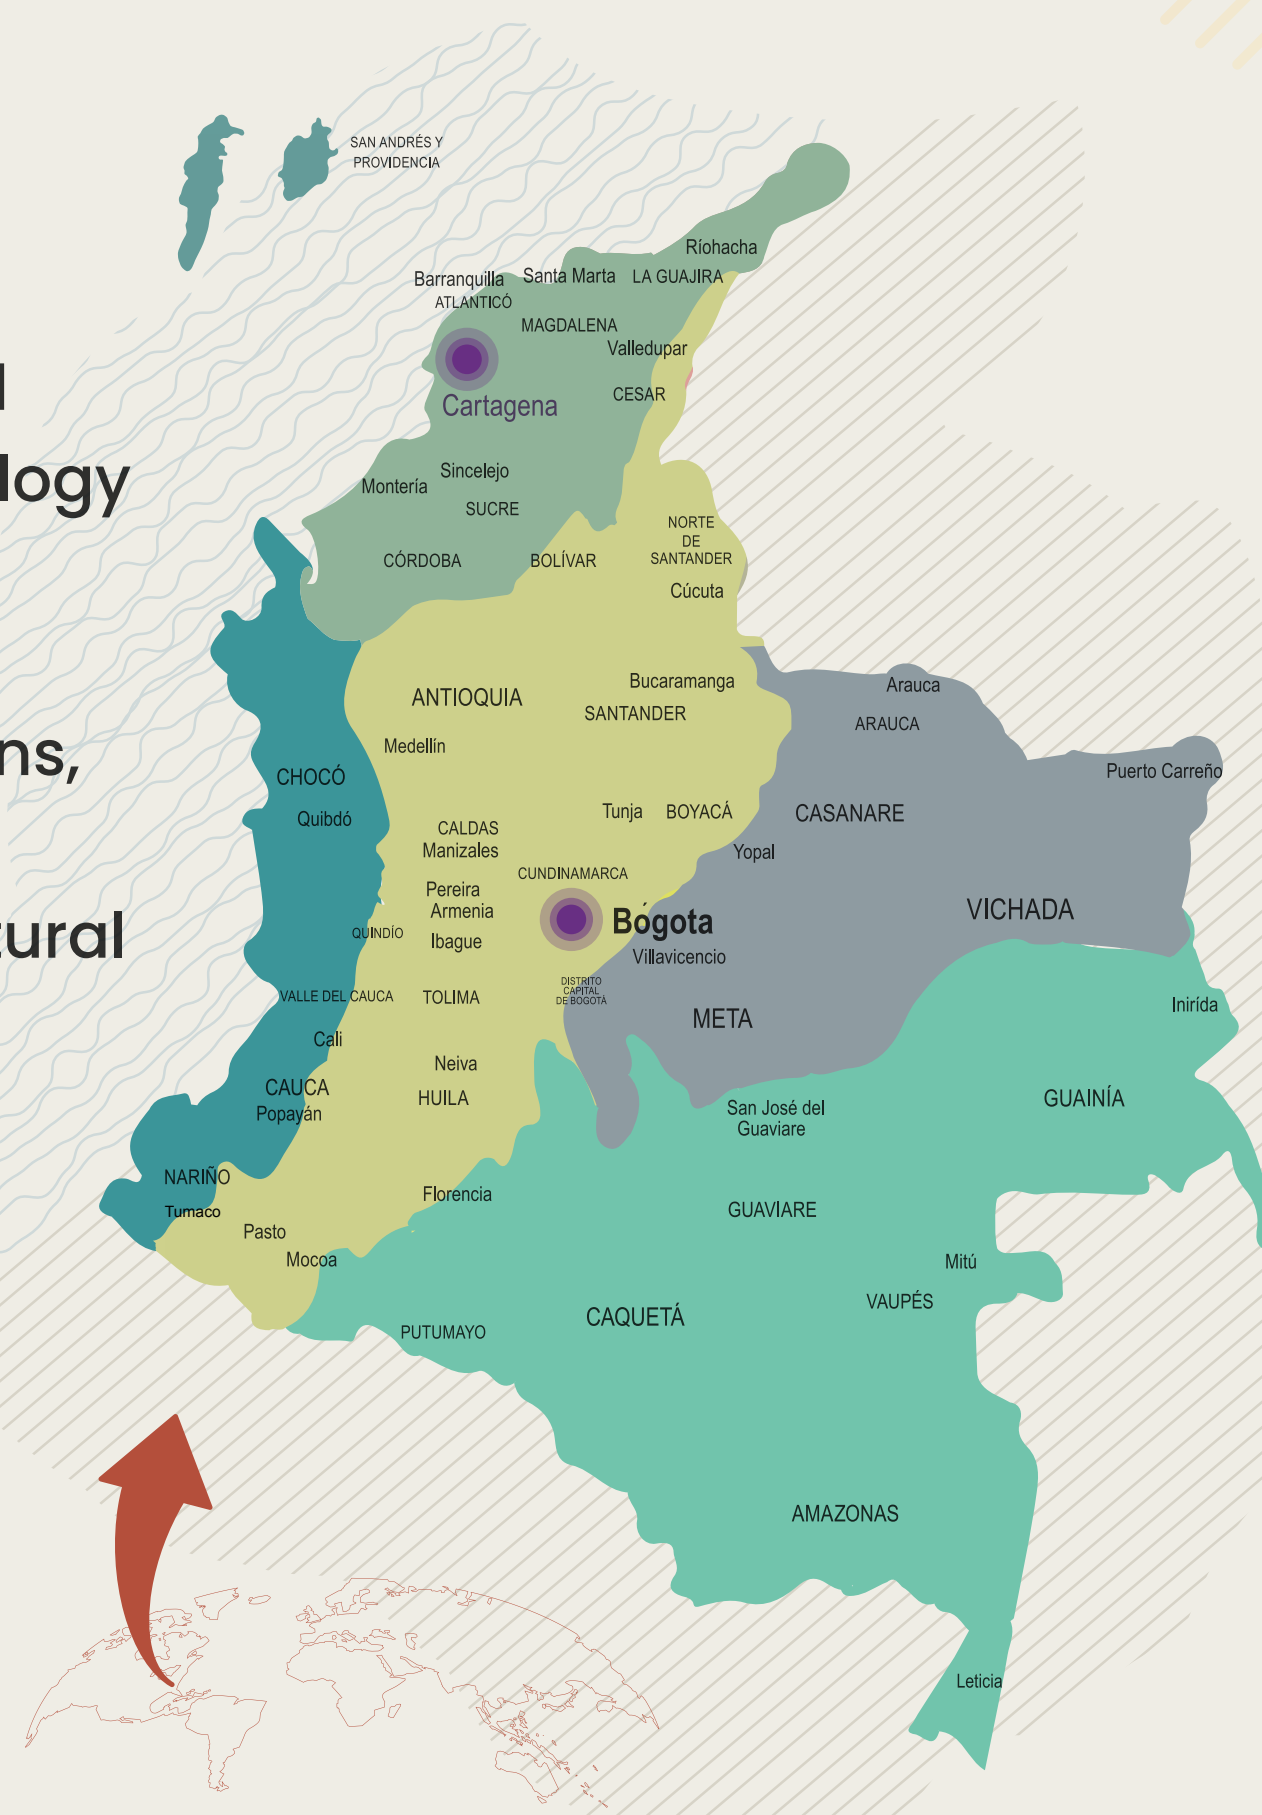 SAN ANDRÉS Y
PROVIDENCIA
Ríohacha
Barranquilla
Santa Marta
LA GUAJIRA
ATLANTICÓ
MAGDALENA
Valledupar
CESAR
Cartagena
Sincelejo
Montería
SUCRE
CÓRDOBA
BOLÍVAR
NORTE
DE
SANTANDER
Cúcuta
logy
ANTIOQUIA
Bucaramanga
SANTANDER
Medellín
Arauca
ARAUCA
ns,
CHOCÓ
Quibdó
Puerto Carreño
Tunja
BOYACÁ
CASANARE
CALDAS
Manizales
Yopal
CUNDINAMARCA
Pereira
Armenia
Bógota
VICHADA
tural
QUINDÍO
Ibague
Villavicencio
DISTRITO
CAPITAL
DE BOGOTÁ
VALLE DEL CAUCA
TOLIMA
META
Inirída
Cali
Neiva
CAUCA
HUILA
Popayán
San José del
Guaviare
GUAINÍA
NARIÑO
Florencia
Tumaco
GUAVIARE
Pasto
Mocoa
Mitú
VAUPÉS
CAQUETÁ
PUTUMAYO
AMAZONAS
Leticia